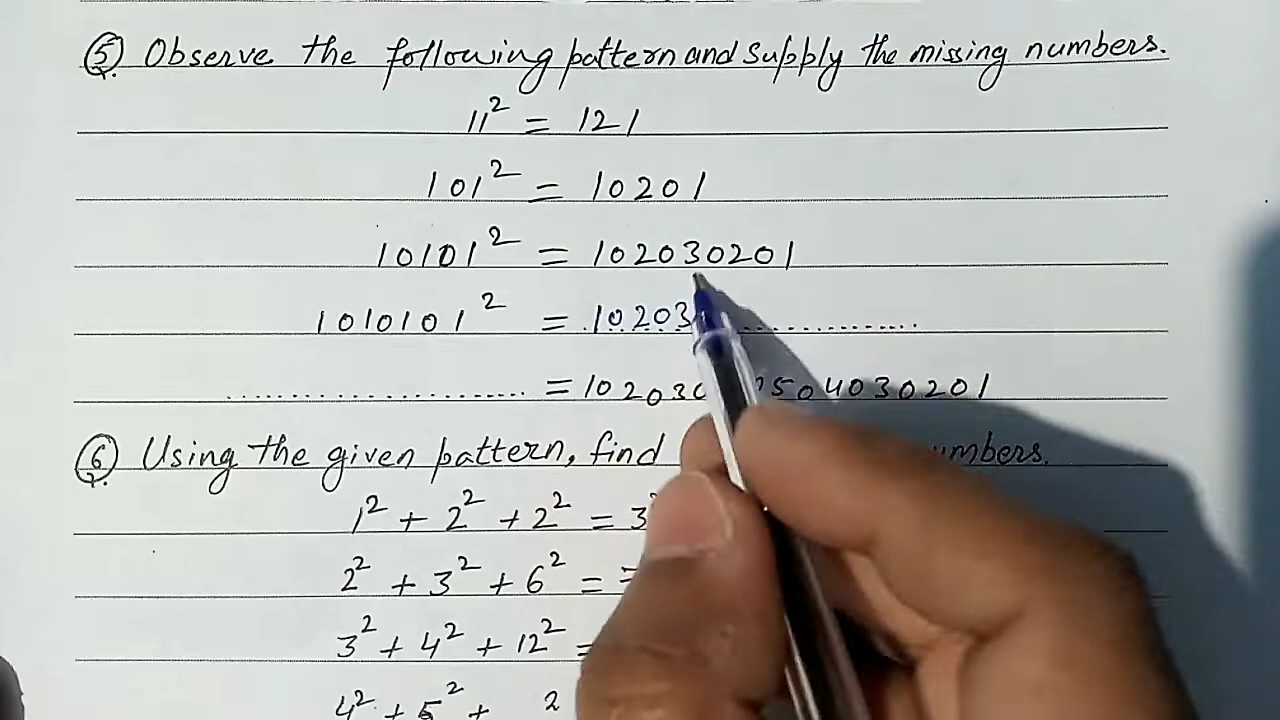 5 Q. Observe the following pattern and supply the missing numbers.
11² = 121
101² = 10201
10101² = 102030201
1010101² = 10203..............
........................ = 102030 504030201
6 Q. Using the given pattern, find
1² + 2² + 2² = 3
2² + 3² + 6² =
3² + 4² + 12² =
4² + 5² + 2